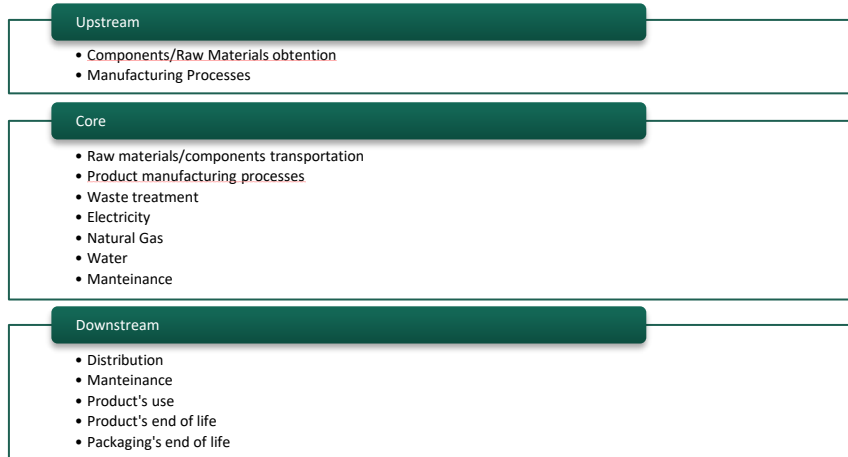 Upstream
• Components/Raw Materials obtention
• Manufacturing Processes
Core
• Raw materials/components transportation
• Product manufacturing processes
• Waste treatment
• Electricity
• Natural Gas
• Water
• Manteinance
Downstream
• Distribution
• Manteinance
• Product's use
• Product's end of life
• Packaging's end of life